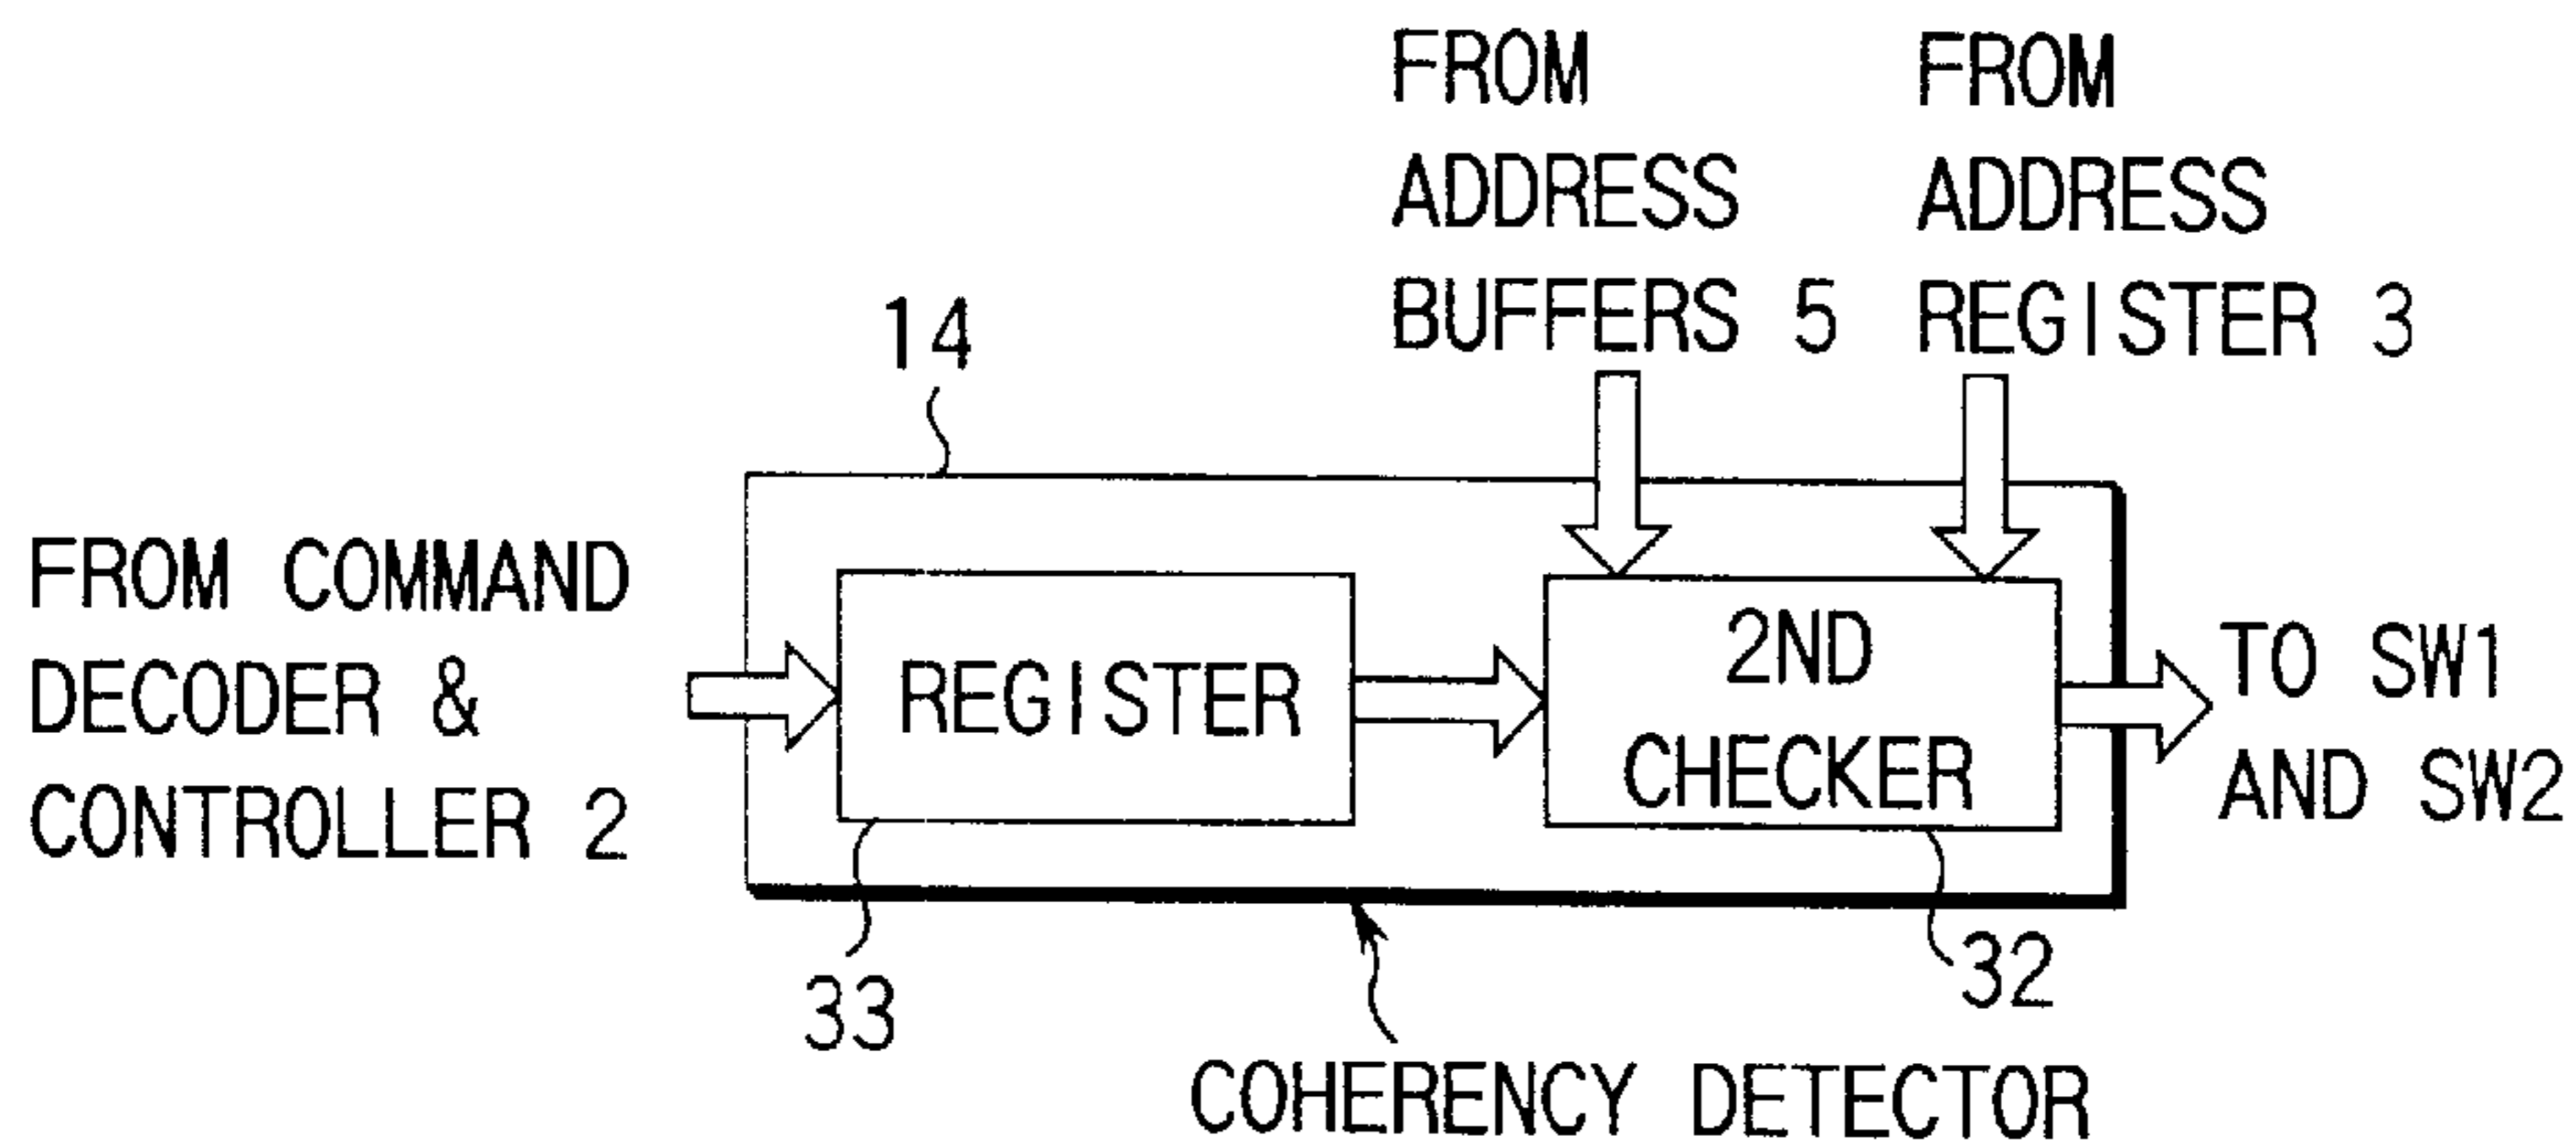 FROM
ADDRESS
BUFFERS 5
FROM
ADDRESS
REGISTER 3
14
FROM COMMAND
DECODER &
CONTROLLER 2
REGISTER
2ND
CHECKER
TO SW1
AND SW2
33
32
COHERENCY DETECTOR